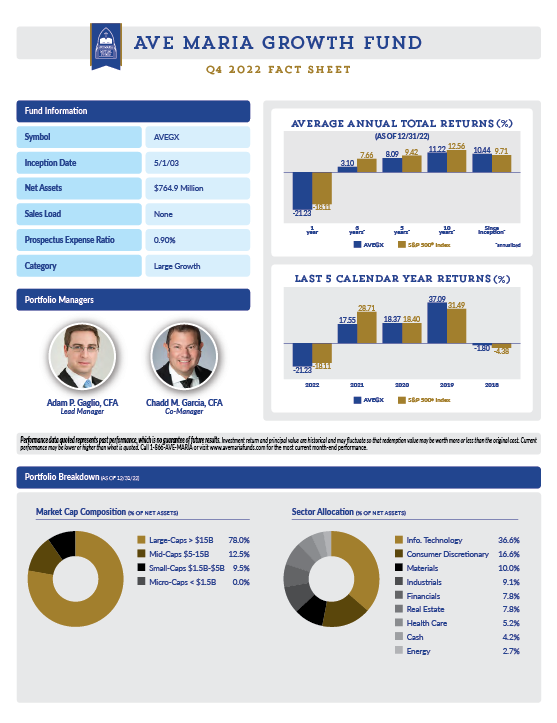 AVE MARIA GROWTH FUND
Q4 2022 FACT SHEET
Fund Information
Symbol AVEGX
Inception Date 5/1/03
Net Assets $764.9 Million
Sales Load None
Prospectus Expense Ratio 0.90%
Category Large Growth
Portfolio Managers
Adam P. Gaglio, CFA
Lead Manager
Chadd M. Garcia, CFA
Co-Manager
AVERAGE ANNUAL TOTAL RETURNS (%)
(AS OF 12/31/22)
3.10 7.66 8.09 9.42 11.22 12.56 10.44 9.71
-21.23 -18.11
1 year 6 years* 5 years* 10 years* Since Inception*
AVEGX S&P 500® Index *annualized
LAST 5 CALENDAR YEAR RETURNS (%)
17.55 28.71 18.37 18.40 37.09 31.49
-21.23 -18.11 -1.80 -4.38
2022 2021 2020 2019 2018
AVEGX S&P 500® Index
Performance data quoted represents past performance, which is no guarantee of future results. Investment return and principal value are historical and may fluctuate so that redemption value may be worth more or less than the original cost. Current
performance may be lower or higher than what is quoted. Call 1-866-AVE-MARIA or visit www.avemariafunds.com for the most current month-end performance.
Portfolio Breakdown (AS OF 12/31/22)
Market Cap Composition (% OF NET ASSETS)
Large-Caps > $15B 78.0%
Mid-Caps $5-15B 12.5%
Small-Caps $1.5B-$5B 9.5%
Micro-Caps < $1.5B 0.0%
Sector Allocation (% OF NET ASSETS)
Info. Technology 36.6%
Consumer Discretionary 16.6%
Materials 10.0%
Industrials 9.1%
Financials 7.8%
Real Estate 7.8%
Health Care 5.2%
Cash 4.2%
Energy 2.7%